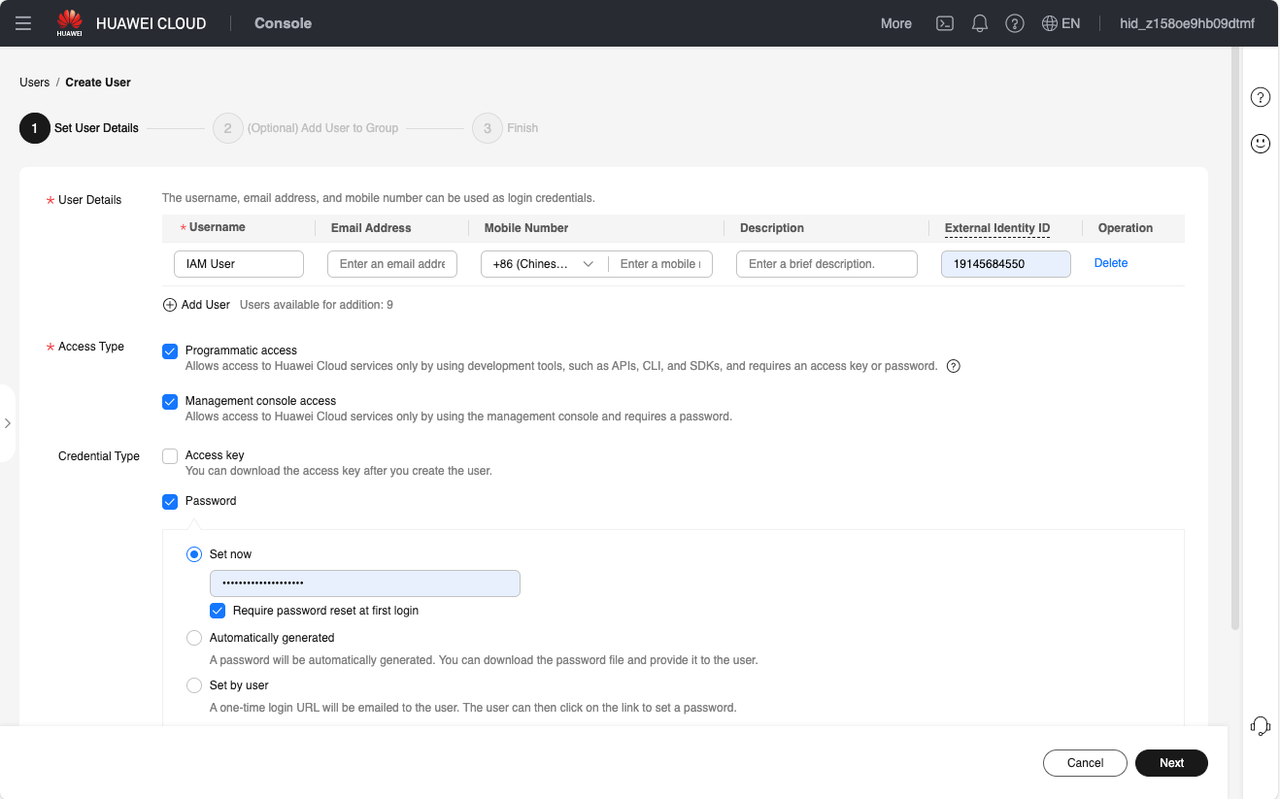 HUAWEI
HUAWEI CLOUD
Console
More
EN
hid_z158oe9hb09dtmf
Users / Create User
1 Set User Details
2 (Optional) Add User to Group
3 Finish
* User Details
The username, email address, and mobile number can be used as login credentials.
* Username Email Address Mobile Number Description External Identity ID Operation
IAM User Enter an email addre +86 (Chines... Enter a mobile Enter a brief description. 19145684550 Delete
Add User Users available for addition: 9
* Access Type
Programmatic access
Allows access to Huawei Cloud services only by using development tools, such as APIs, CLI, and SDKs, and requires an access key or password.
Management console access
Allows access to Huawei Cloud services only by using the management console and requires a password.
Credential Type
Access key
You can download the access key after you create the user.
Password
Set now
••••••••••••••••••••
Require password reset at first login
Automatically generated
A password will be automatically generated. You can download the password file and provide it to the user.
Set by user
A one-time login URL will be emailed to the user. The user can then click on the link to set a password.
Cancel
Next